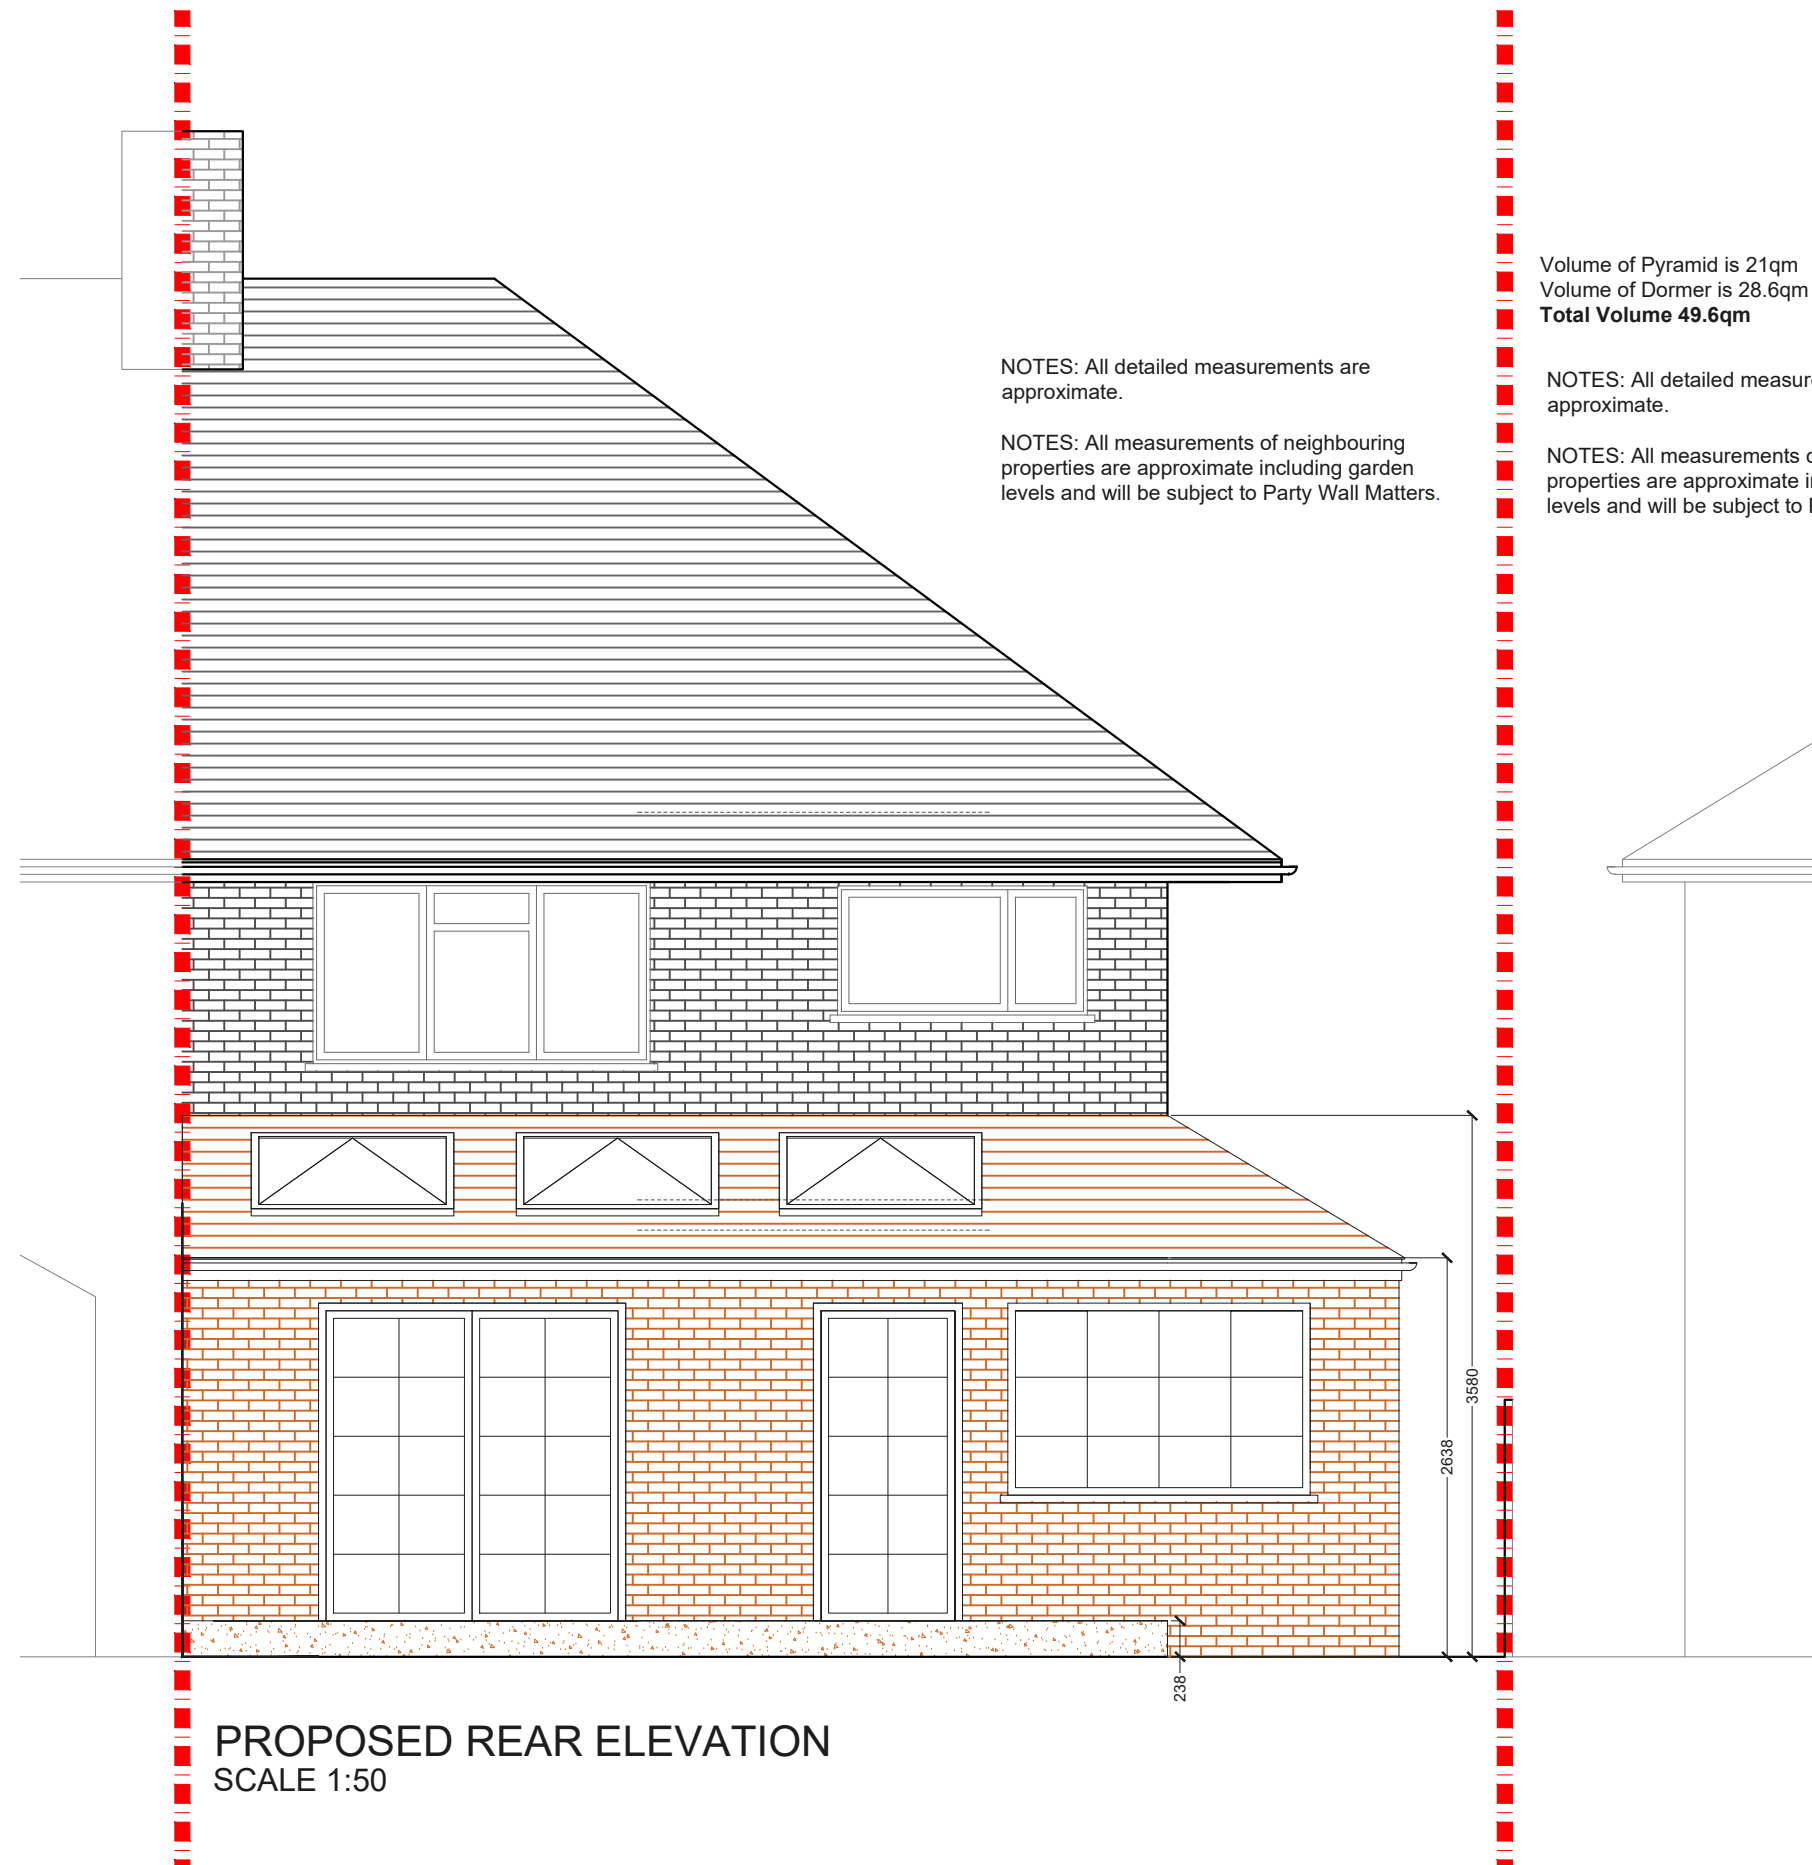 Volume of Pyramid is 21qm
Volume of Dormer is 28.6qm
Total Volume 49.6qm
NOTES: All detailed measurements are
approximate.
NOTES: All measurements of neighbouring
properties are approximate including garden
levels and will be subject to Party Wall Matters.
NOTES: All detailed
approximate.
NOTES: All measurements
properties are approximate
levels and will be subject to
3580
2638
238
PROPOSED REAR ELEVATION
SCALE 1:50